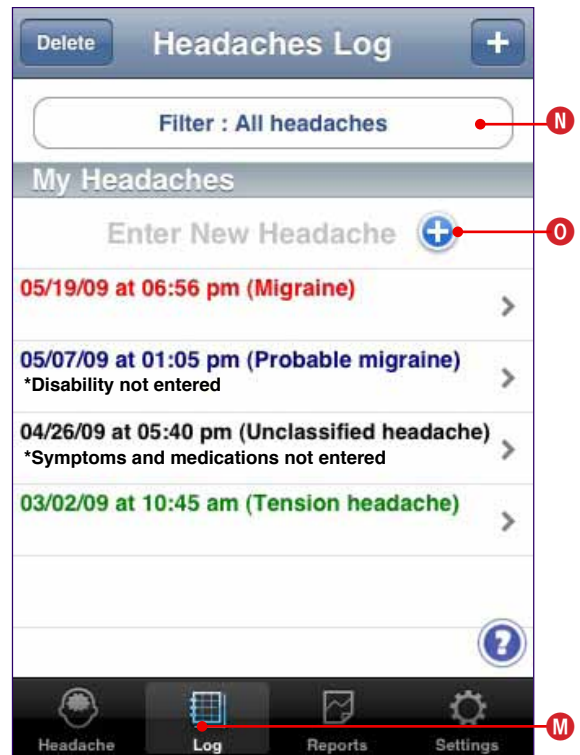 Delete Headaches Log +
Filter : All headaches N
My Headaches
Enter New Headache + O
05/19/09 at 06:56 pm (Migraine)
05/07/09 at 01:05 pm (Probable migraine)
*Disability not entered
04/26/09 at 05:40 pm (Unclassified headache)
*Symptoms and medications not entered
03/02/09 at 10:45 am (Tension headache)
?
M
Headache Log Reports Settings